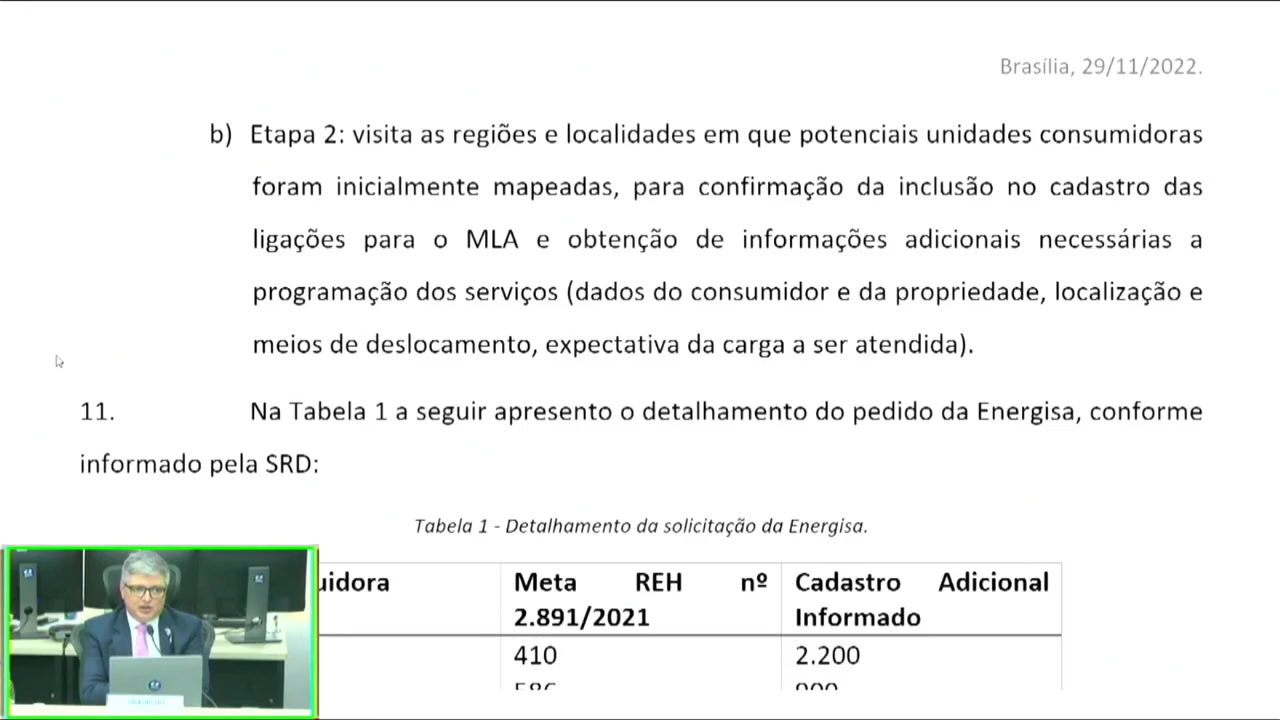 Brasília, 29/11/2022.
b) Etapa 2: visita as regiões e localidades em que potenciais unidades consumidoras
foram inicialmente mapeadas, para confirmação da inclusão no cadastro das
ligações para o MLA e obtenção de informações adicionais necessárias a
programação dos serviços (dados do consumidor e da propriedade, localização e
meios de deslocamento, expectativa da carga a ser atendida).
11. Na Tabela 1 a seguir apresento o detalhamento do pedido da Energisa, conforme
informado pela SRD:
Tabela 1 - Detalhamento da solicitação da Energisa.
uidora Meta REH nº Cadastro Adicional
2.891/2021 Informado
410 2.200